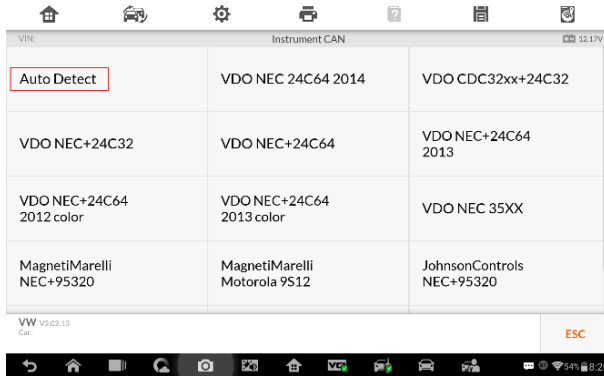 VIN:
Instrument CAN
12.17V
Auto Detect
VDO NEC 24C64 2014
VDO CDC32xx+24C32
VDO NEC+24C32
VDO NEC+24C64
VDO NEC+24C64
2013
VDO NEC+24C64
2012 color
VDO NEC+24C64
2013 color
VDO NEC 35XX
MagnetiMarelli
NEC+95320
MagnetiMarelli
Motorola 9S12
JohnsonControls
NEC+95320
VW V2.02.13
Car:
ESC
54%